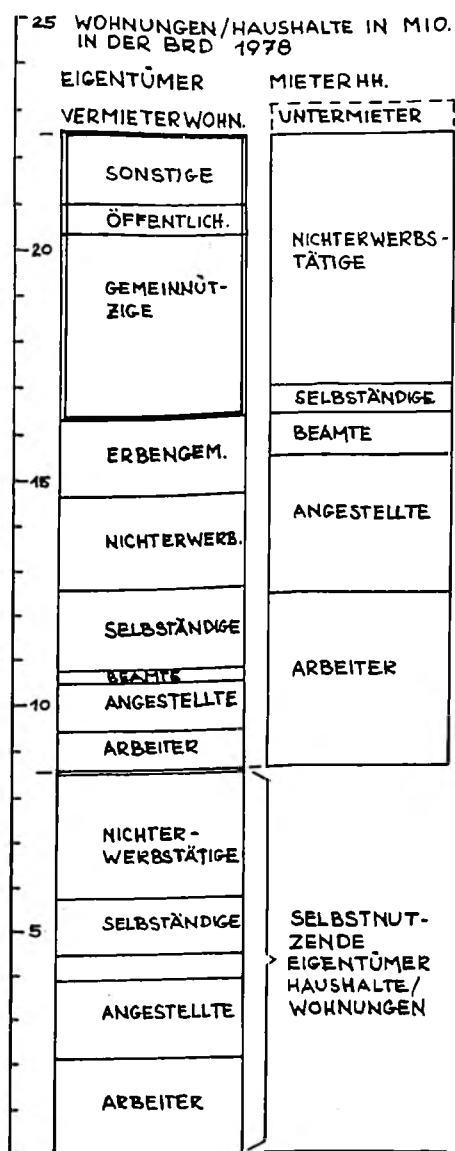 25 WOHNUNGEN/HAUSHALTE IN MIO.
IN DER BRD 1978
EIGENTÜMER
VERMIETERWOHN.
SONSTIGE
ÖFFENTLICH.
20
GEMEINNÜT-
ZIGE
ERBENGEM.
15
NICHTERWERB.
SELBSTÄNDIGE
BEAMTE
10
ANGESTELLTE
ARBEITER
NICHTER-
WERBSTÄTIGE
5
SELBSTÄNDIGE
ANGESTELLTE
ARBEITER
MIETERHH.
UNTERMIETER
NICHTERWERBS-
TÄTIGE
SELBSTÄNDIGE
BEAMTE
ANGESTELLTE
ARBEITER
SELBSTNUT-
ZENDE
EIGENTÜMER
HAUSHALTE/
WOHNUNGEN